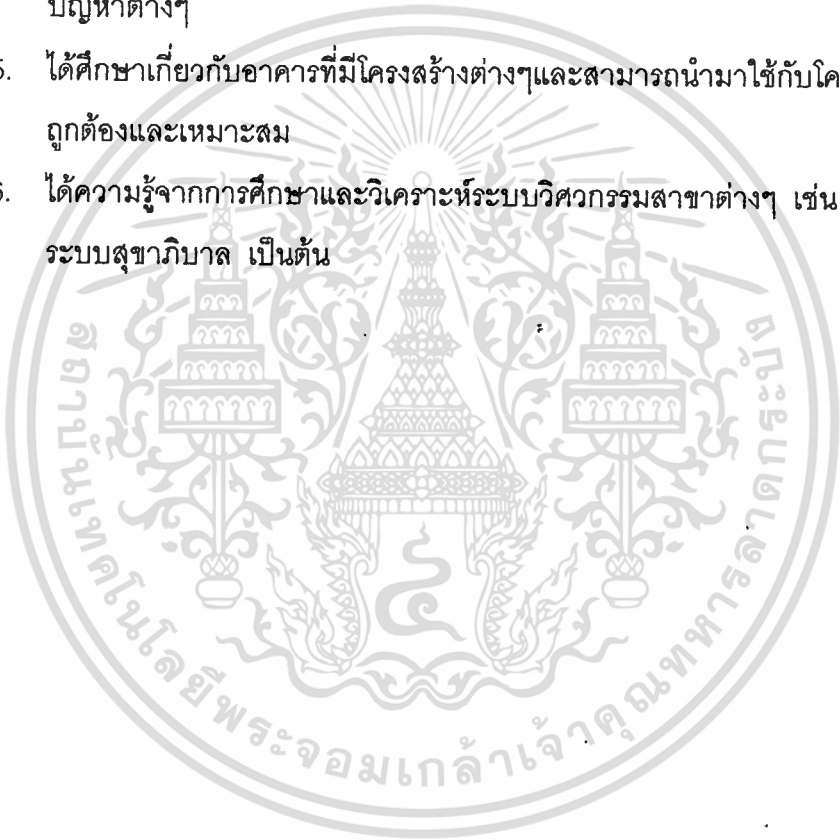 ปัญหาต่างๆ
5. ได้ศึกษาเกี่ยวกับอาคารที่มีโครงสร้างต่างๆและสามารถนำมาใช้กับโค
ถูกต้องและเหมาะสม
6. ได้ความรู้จากการศึกษาและวิเคราะห์ระบบวิศวกรรมสาขาต่างๆ เช่น
ระบบสุขาภิบาล เป็นต้น
สถาบันเทคโนโลยีพระจอมเกล้าเจ้าคุณทหารลาดกระบัง